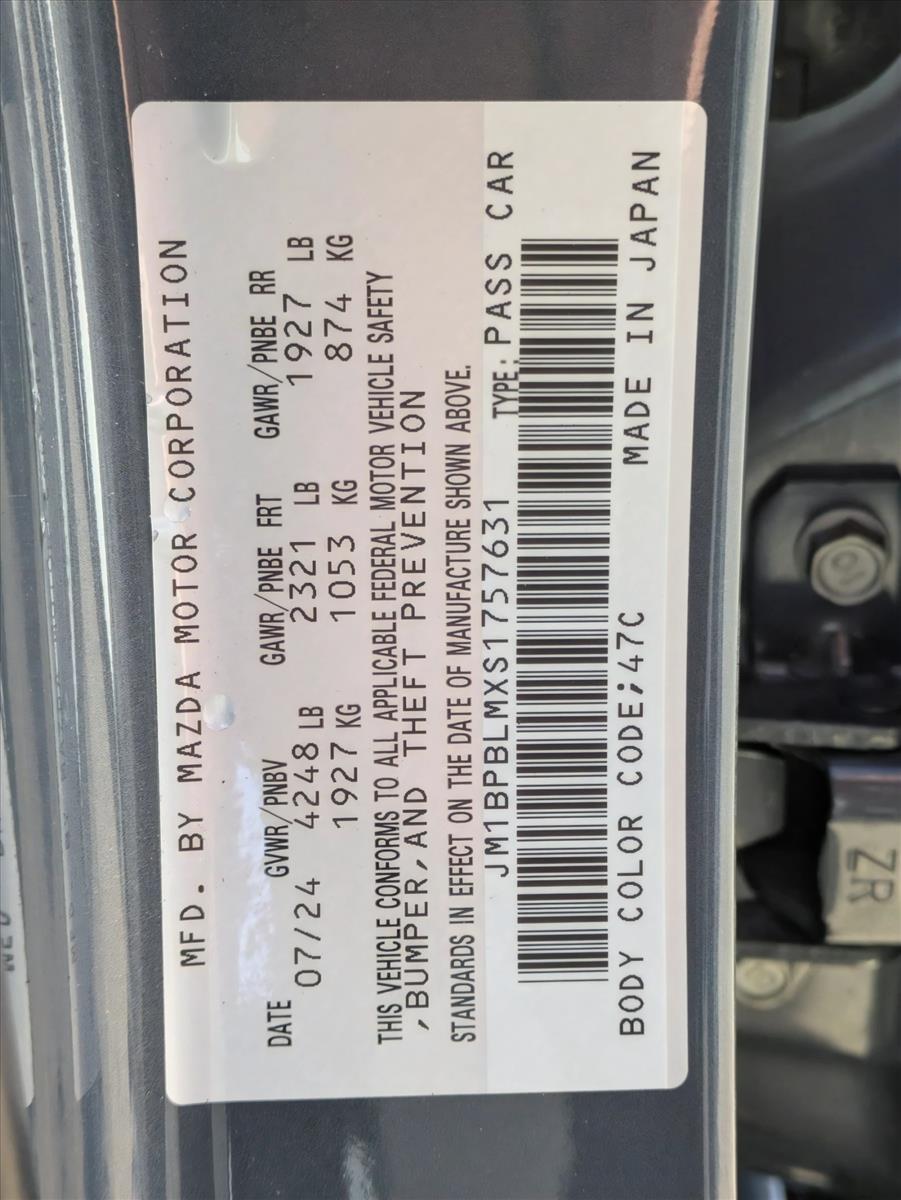 MFD. BY MAZDA MOTOR CORPORATION
DATE GVWR/PNBV GAWR/PNBE FRT GAWR/PNBE RR
07/24 4248 LB 2321 LB 1927 LB
1927 KG 1053 KG 874 KG
THIS VEHICLE CONFORMS TO ALL APPLICABLE FEDERAL MOTOR VEHICLE SAFETY
,BUMPER,AND THEFT PREVENTION
STANDARDS IN EFFECT ON THE DATE OF MANUFACTURE SHOWN ABOVE.
JM1BPBLMXS1757631 TYPE: PASS CAR
BODY COLOR CODE;47C MADE IN JAPAN
ZR